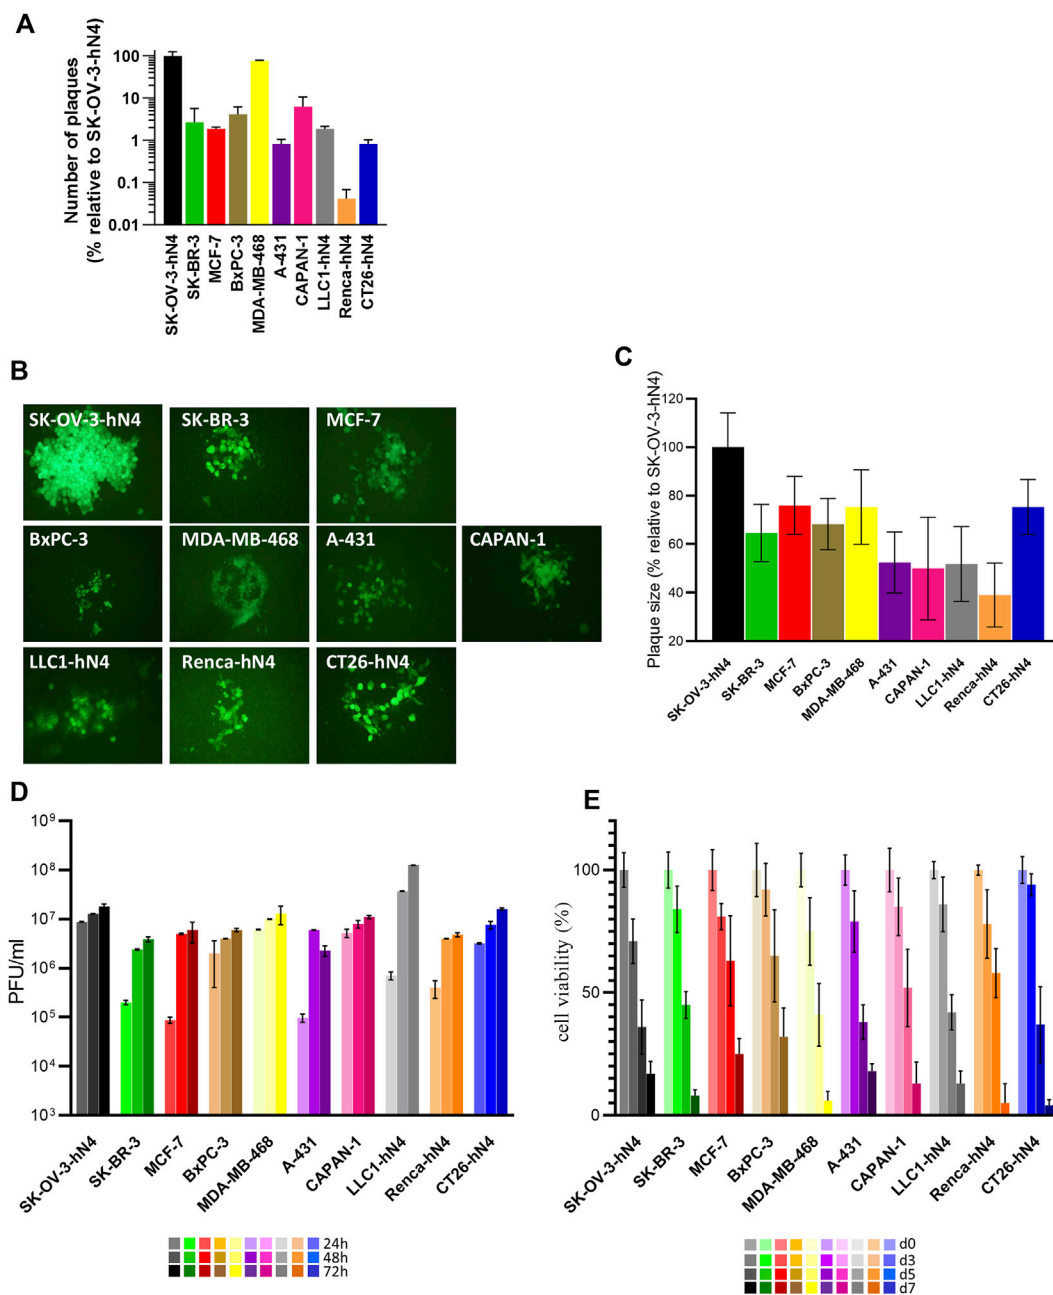 A
Number of plaques
(% relative to SK-OV-3-hN4)
100
10
1
0.1
0.01
SK-OV-3-hN4
SK-BR-3
MCF-7
BxPC-3
MDA-MB-468
A-431
CAPAN-1
LLC1-hN4
Renca-hN4
CT26-hN4
B
SK-OV-3-hN4
SK-BR-3
MCF-7
BxPC-3
MDA-MB-468
A-431
CAPAN-1
LLC1-hN4
Renca-hN4
CT26-hN4
C
Plaque size (% relative to SK-OV-3-hN4)
120
100
80
60
40
20
SK-OV-3-hN4
SK-BR-3
MCF-7
BxPC-3
MDA-MB-468
A-431
CAPAN-1
LLC1-hN4
Renca-hN4
CT26-hN4
D
PFU/ml
10⁹
10⁸
10⁷
10⁶
10⁵
10⁴
10³
SK-OV-3-hN4
SK-BR-3
MCF-7
BxPC-3
MDA-MB-468
A-431
CAPAN-1
LLC1-hN4
Renca-hN4
CT26-hN4
24h
48h
72h
E
cell viability (%)
100
50
0
SK-OV-3-hN4
SK-BR-3
MCF-7
BxPC-3
MDA-MB-468
A-431
CAPAN-1
LLC1-hN4
Renca-hN4
CT26-hN4
d0
d3
d5
d7